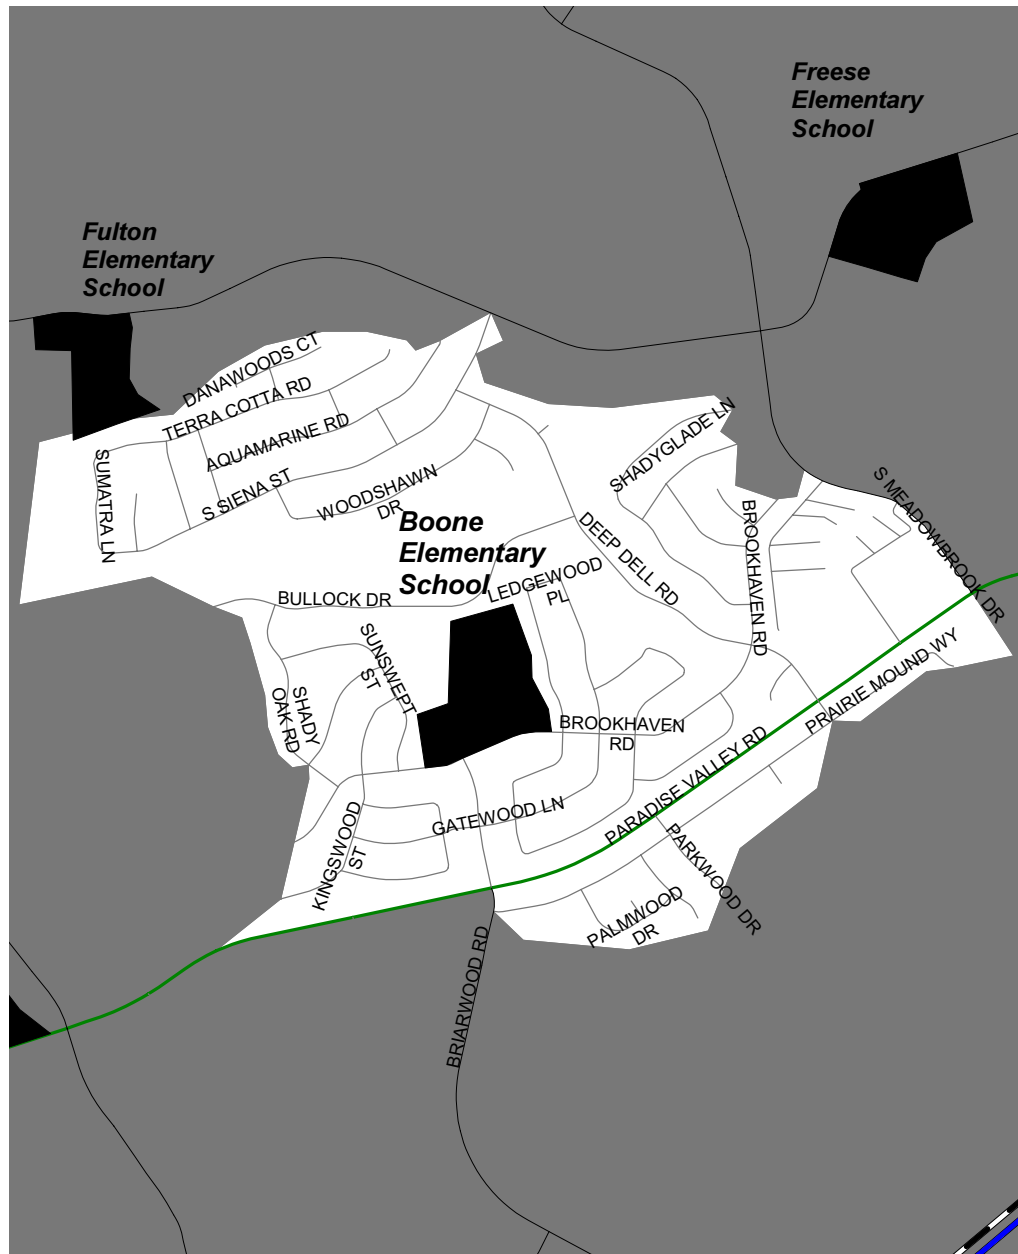 Freese
Elementary
School
Fulton
Elementary
School
DANAWOODS CT
TERRA COTTA RD
AQUAMARINE RD
SUMATRA LN
S SIENA ST
WOODSHAWN
DR
SHADYGLADE LN
S MEADOWBROOK DR
Boone
Elementary
School
DEEP DELL RD
BROOKHAVEN RD
LEDGEWOOD
PL
BULLOCK DR
SUNSWEPT
ST
SHADY
OAK RD
PRAIRIE MOUND WY
BROOKHAVEN
RD
PARADISE VALLEY RD
GATEWOOD LN
KINGSWOOD
ST
PARKWOOD DR
PALMWOOD
DR
BRIARWOOD RD